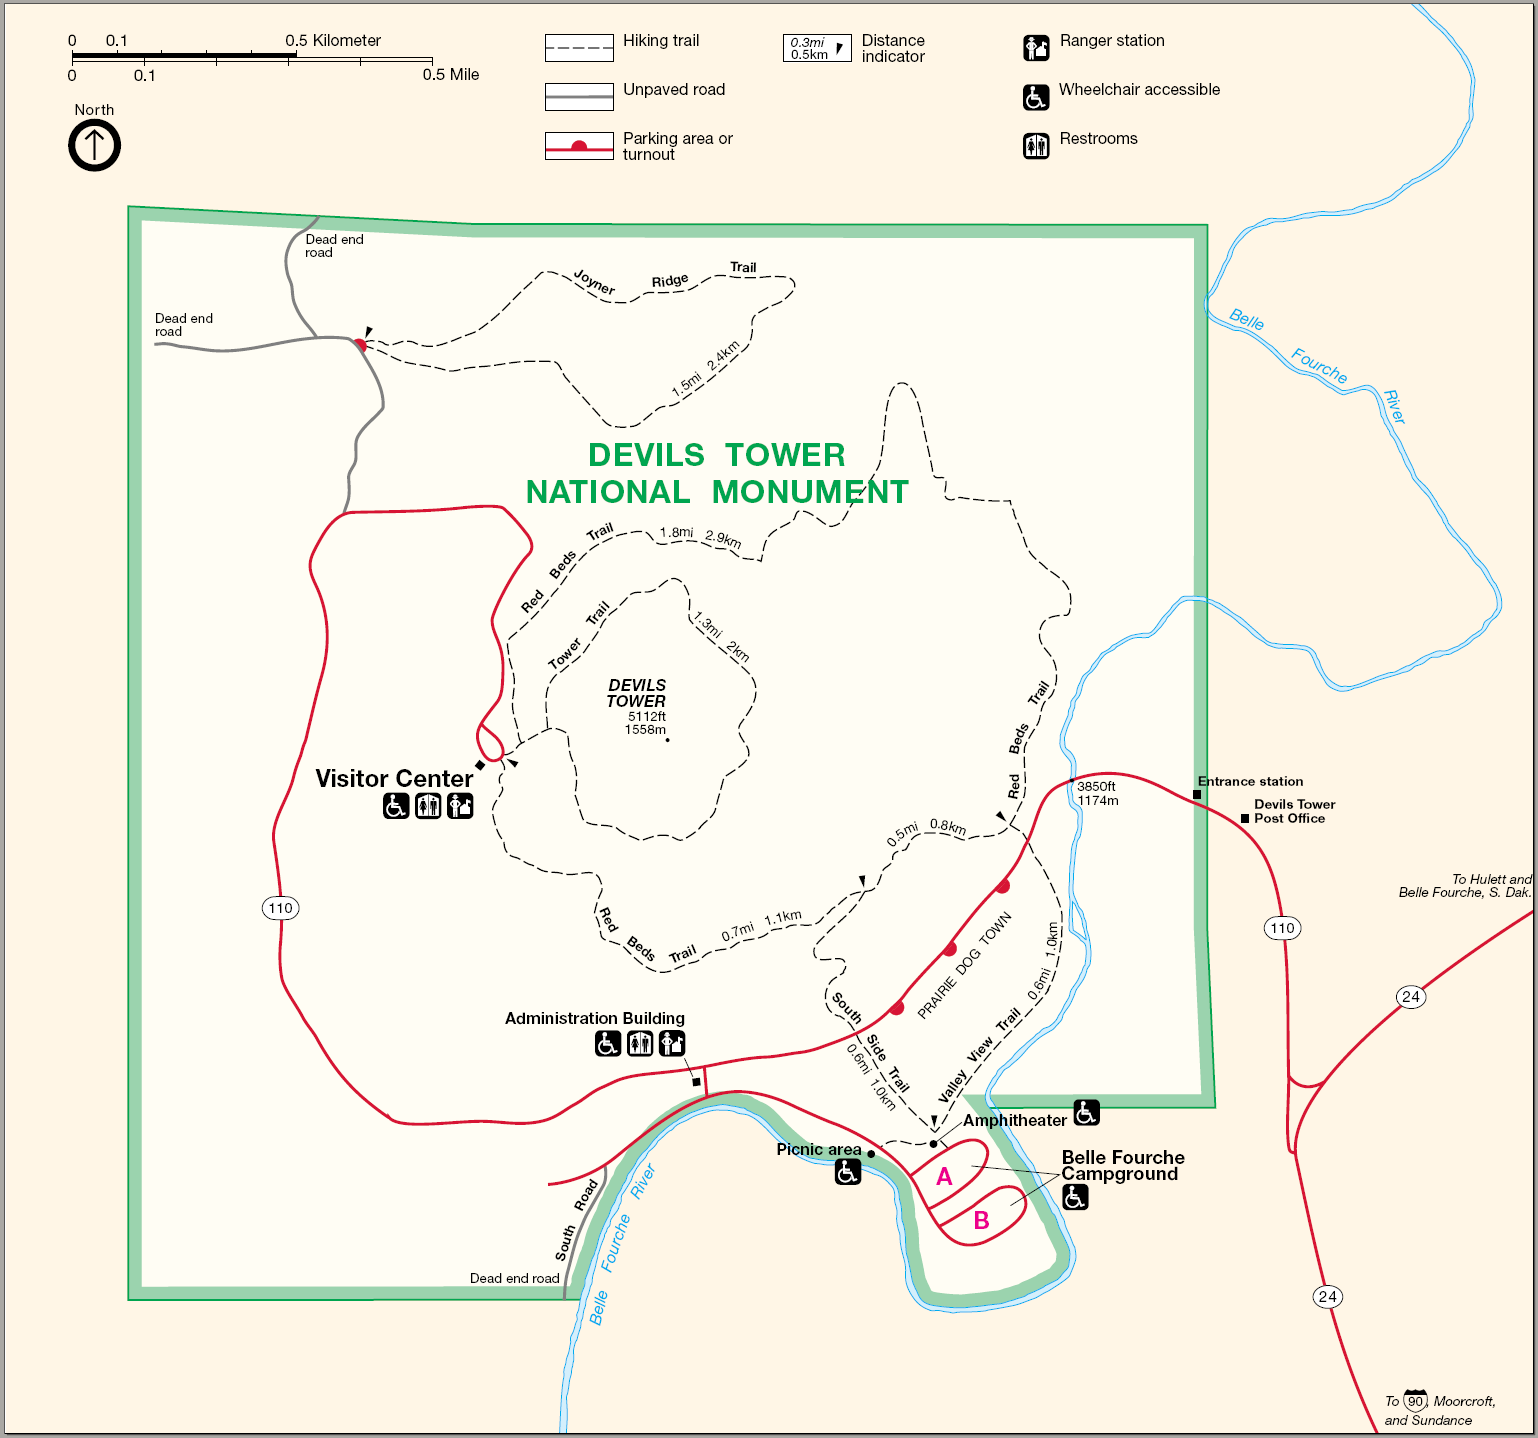 0 0.1 0.5 Kilometer
0 0.1 0.5 Mile
North
Hiking trail
Unpaved road
Parking area or
turnout
0.3mi
0.5km
Distance
indicator
Ranger station
Wheelchair accessible
Restrooms
Dead end
road
Dead end
road
Joyner Ridge Trail
1.5mi 2.4km
Belle Fourche River
DEVILS TOWER
NATIONAL MONUMENT
Red Beds Trail
1.8mi 2.9km
Tower Trail
1.3mi 2km
DEVILS
TOWER
5112ft
1558m
Visitor Center
Red Beds Trail
3850ft
1174m
Entrance station
Devils Tower
Post Office
0.5mi 0.8km
To Hulett and
Belle Fourche, S. Dak.
110
110
24
Red Beds Trail
0.7mi 1.1km
PRAIRIE DOG TOWN
0.6mi 1.0km
Valley View Trail
South Side Trail
0.6mi 1.0km
Administration Building
Amphitheater
Picnic area
Belle Fourche
Campground
A
B
South Road
Dead end road
Belle Fourche River
24
To 90, Moorcroft,
and Sundance